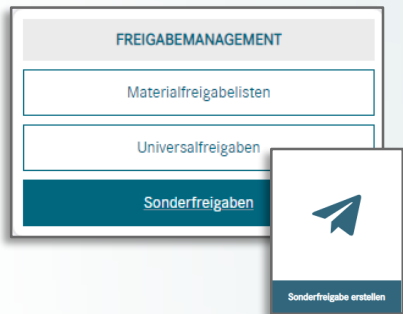 FREIGABEMANAGEMENT
Materialfreigabelisten
Universalfreigaben
Sonderfreigaben
Sonderfreigabe erstellen